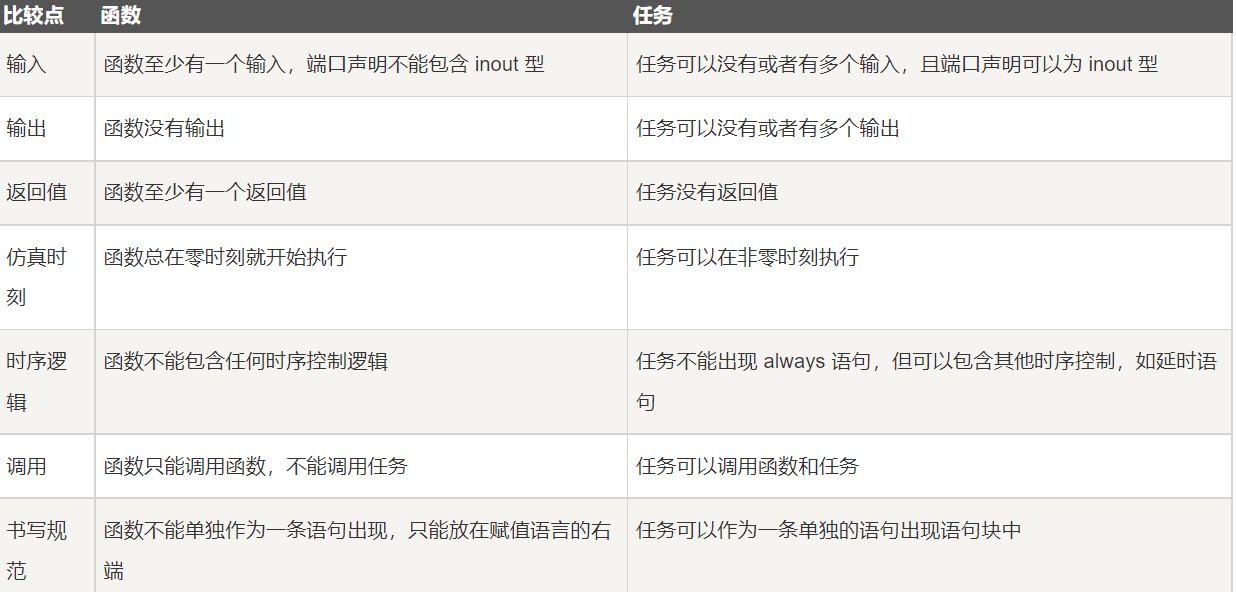 比较点 函数 任务
输入 函数至少有一个输入，端口声明不能包含 inout 型 任务可以没有或者有多个输入，且端口声明可以为 inout 型
输出 函数没有输出 任务可以没有或者有多个输出
返回值 函数至少有一个返回值 任务没有返回值
仿真时 函数总在零时刻就开始执行 任务可以在非零时刻执行
刻
时序逻 函数不能包含任何时序控制逻辑 任务不能出现 always 语句，但可以包含其他时序控制，如延时语
辑 句
调用 函数只能调用函数，不能调用任务 任务可以调用函数和任务
书写规 函数不能单独作为一条语句出现，只能放在赋值语言的右 任务可以作为一条单独的语句出现语句块中
范 端